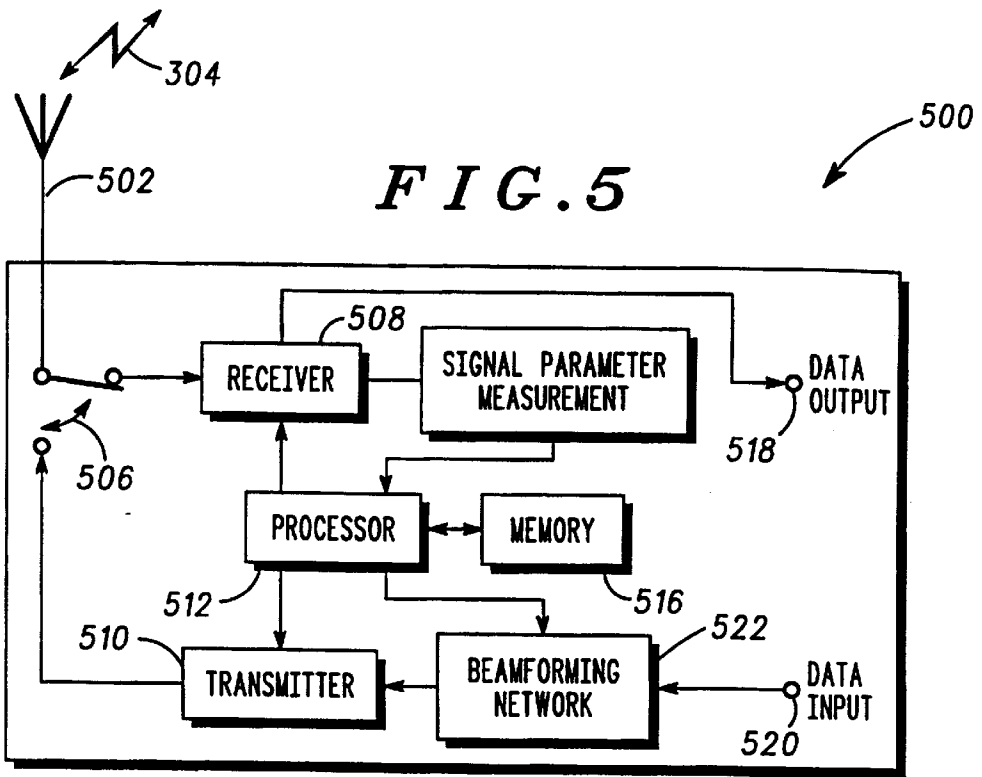 304
500
502
FIG.5
508
RECEIVER
SIGNAL PARAMETER
MEASUREMENT
DATA
OUTPUT
518
506
PROCESSOR
MEMORY
512
516
510
522
TRANSMITTER
BEAMFORMING
NETWORK
DATA
INPUT
520